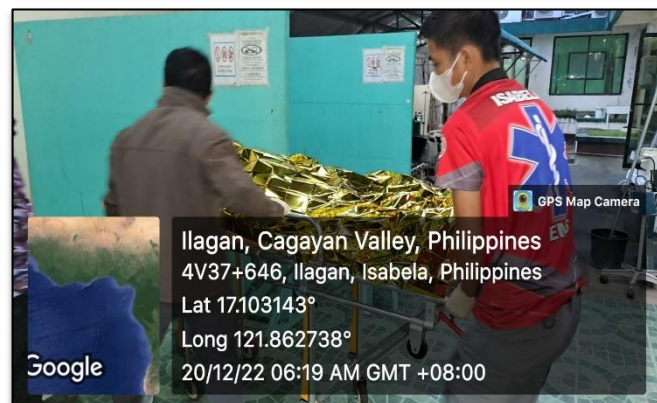 ISABELA
GPS Map Camera
Ilagan, Cagayan Valley, Philippines
4V37+646, Ilagan, Isabela, Philippines
Lat 17.103143°
Long 121.862738°
20/12/22 06:19 AM GMT +08:00
Google